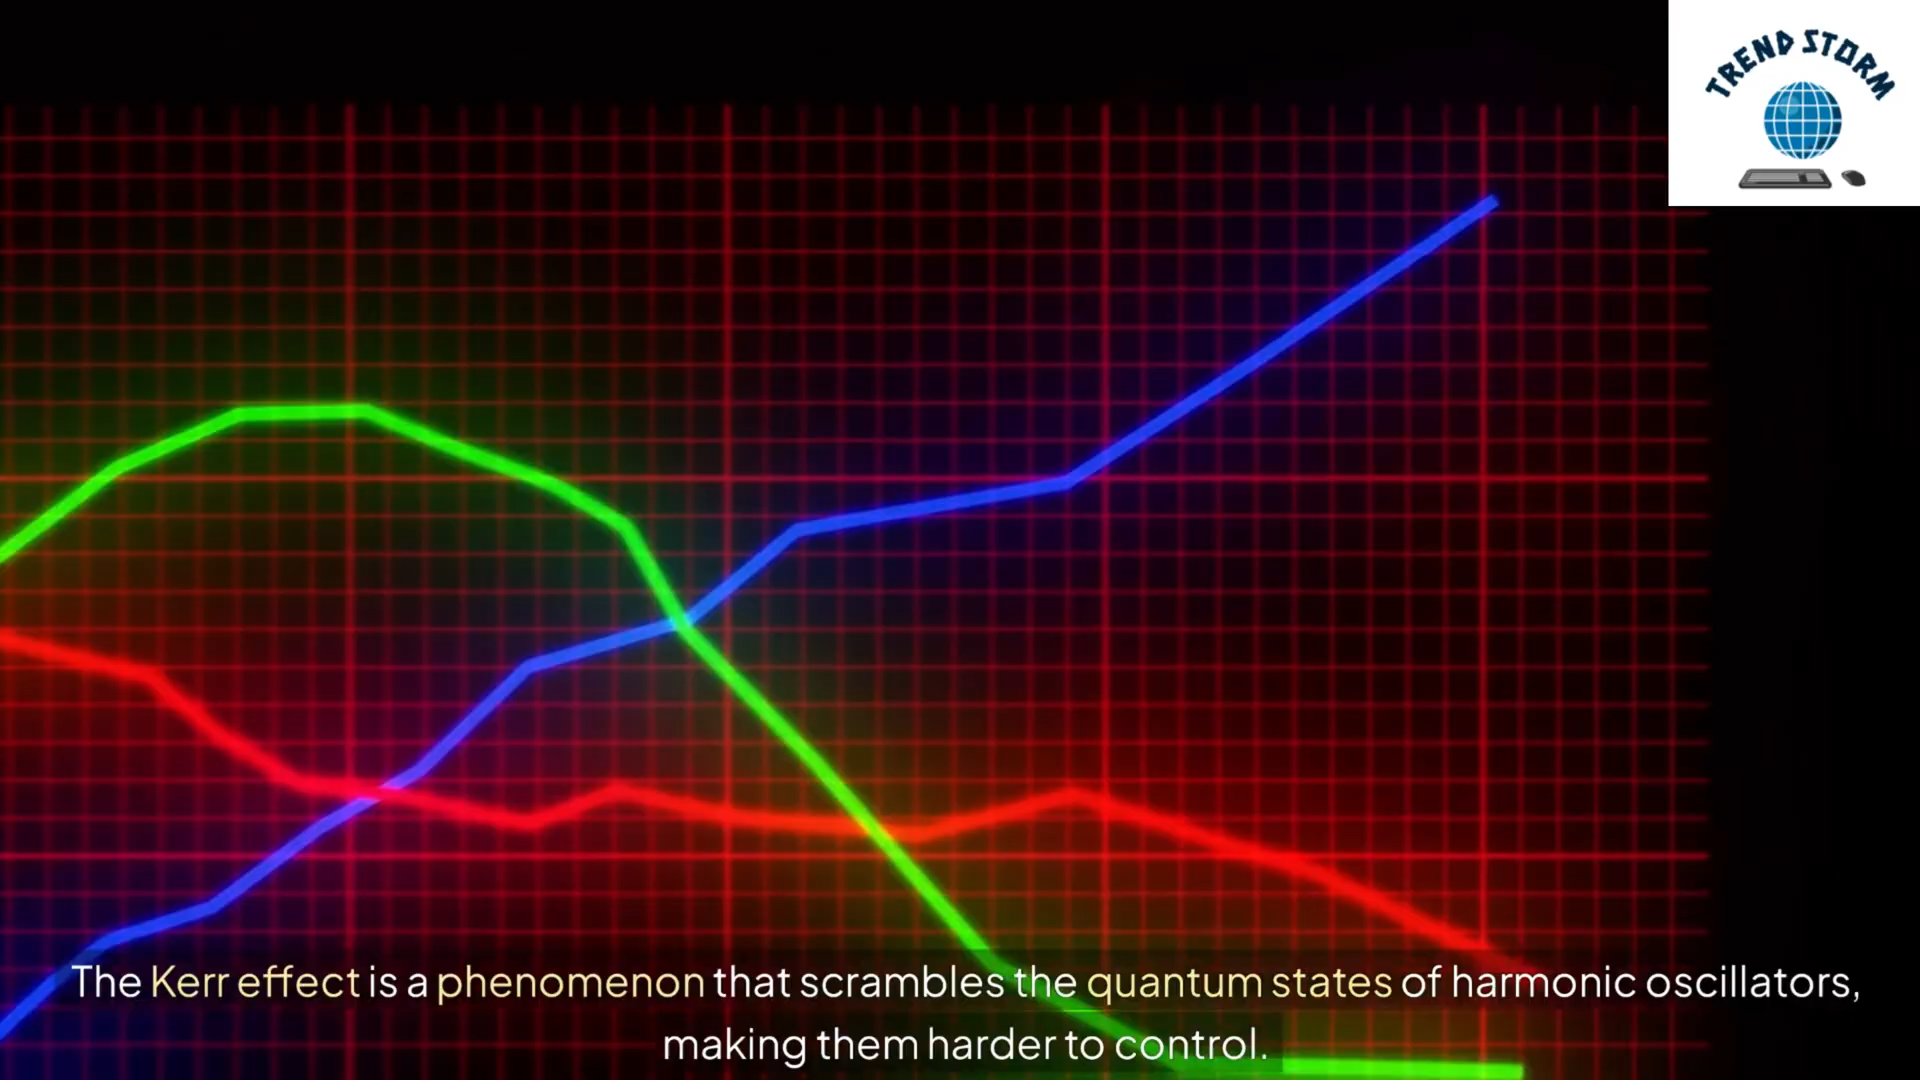 TREND STORM
The Kerr effect is a phenomenon that scrambles the quantum states of harmonic oscillators,
making them harder to control.